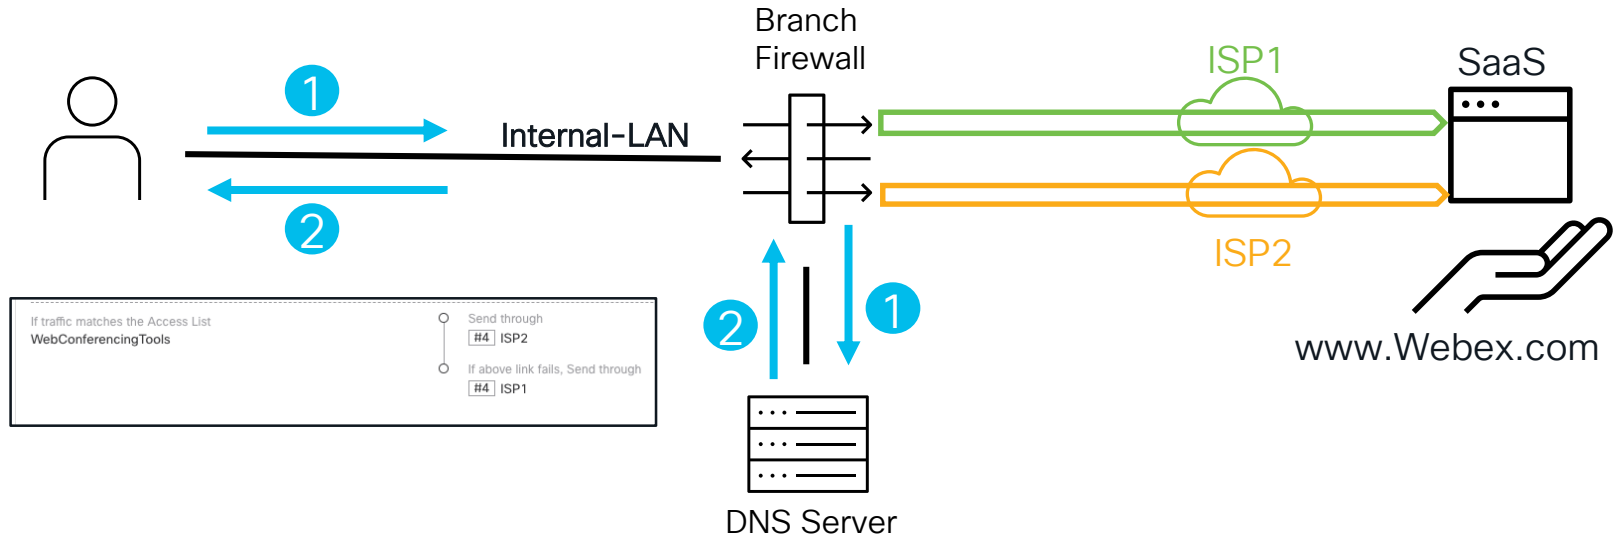 Branch
Firewall
ISP1
SaaS
1
Internal-LAN
2
ISP2
If traffic matches the Access List
WebConferencingTools
Send through
#4 ISP2
If above link fails, Send through
#4 ISP1
2
1
www.Webex.com
DNS Server